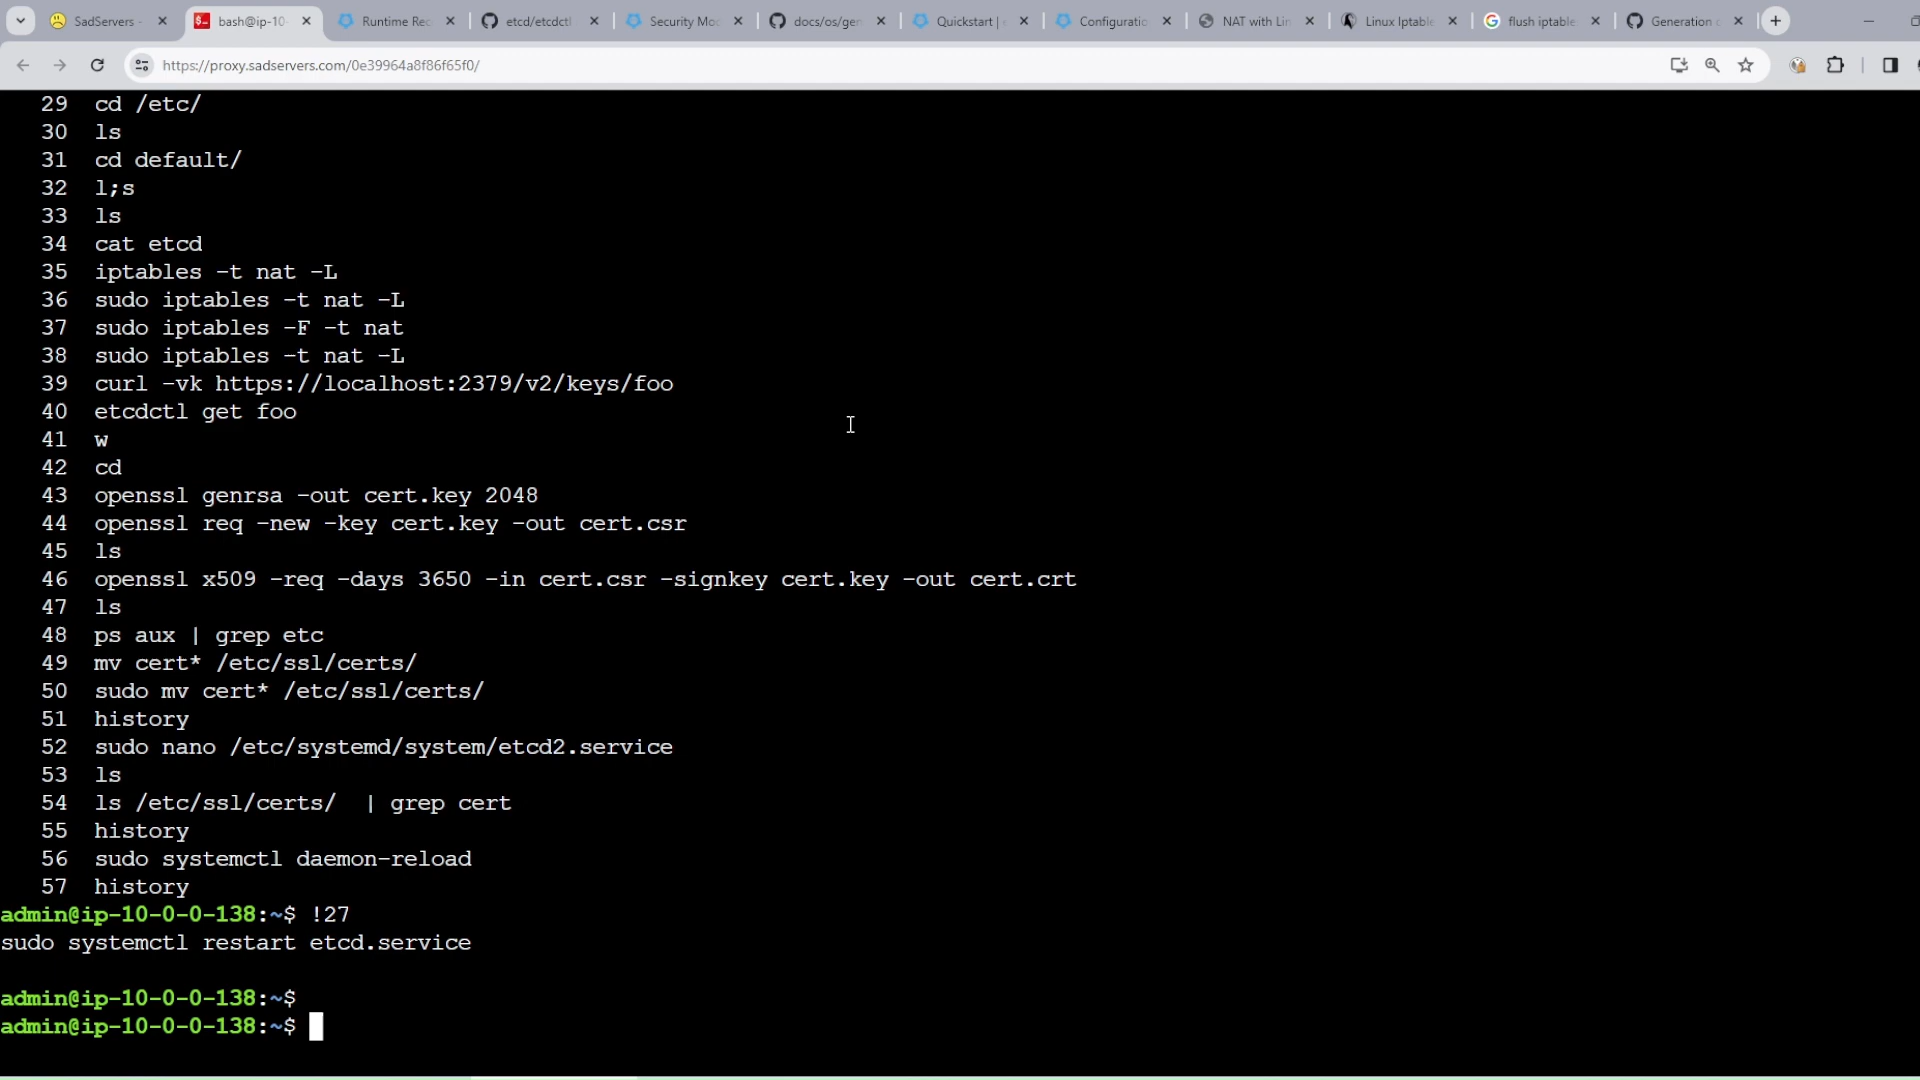 SadServers -
bash@ip-10-
Runtime Rec
etcd/etcdctl
Security Mod
docs/os/gen
Quickstart |
Configuratio
NAT with Lin
Linux Iptable
flush iptable
Generation o
https://proxy.sadservers.com/0e39964a8f86f65f0/
29 cd /etc/
30 ls
31 cd default/
32 l;s
33 ls
34 cat etcd
35 iptables -t nat -L
36 sudo iptables -t nat -L
37 sudo iptables -F -t nat
38 sudo iptables -t nat -L
39 curl -vk https://localhost:2379/v2/keys/foo
40 etcdctl get foo
41 w
42 cd
43 openssl genrsa -out cert.key 2048
44 openssl req -new -key cert.key -out cert.csr
45 ls
46 openssl x509 -req -days 3650 -in cert.csr -signkey cert.key -out cert.crt
47 ls
48 ps aux | grep etc
49 mv cert* /etc/ssl/certs/
50 sudo mv cert* /etc/ssl/certs/
51 history
52 sudo nano /etc/systemd/system/etcd2.service
53 ls
54 ls /etc/ssl/certs/  | grep cert
55 history
56 sudo systemctl daemon-reload
57 history
admin@ip-10-0-0-138:~$ !27
sudo systemctl restart etcd.service
admin@ip-10-0-0-138:~$
admin@ip-10-0-0-138:~$